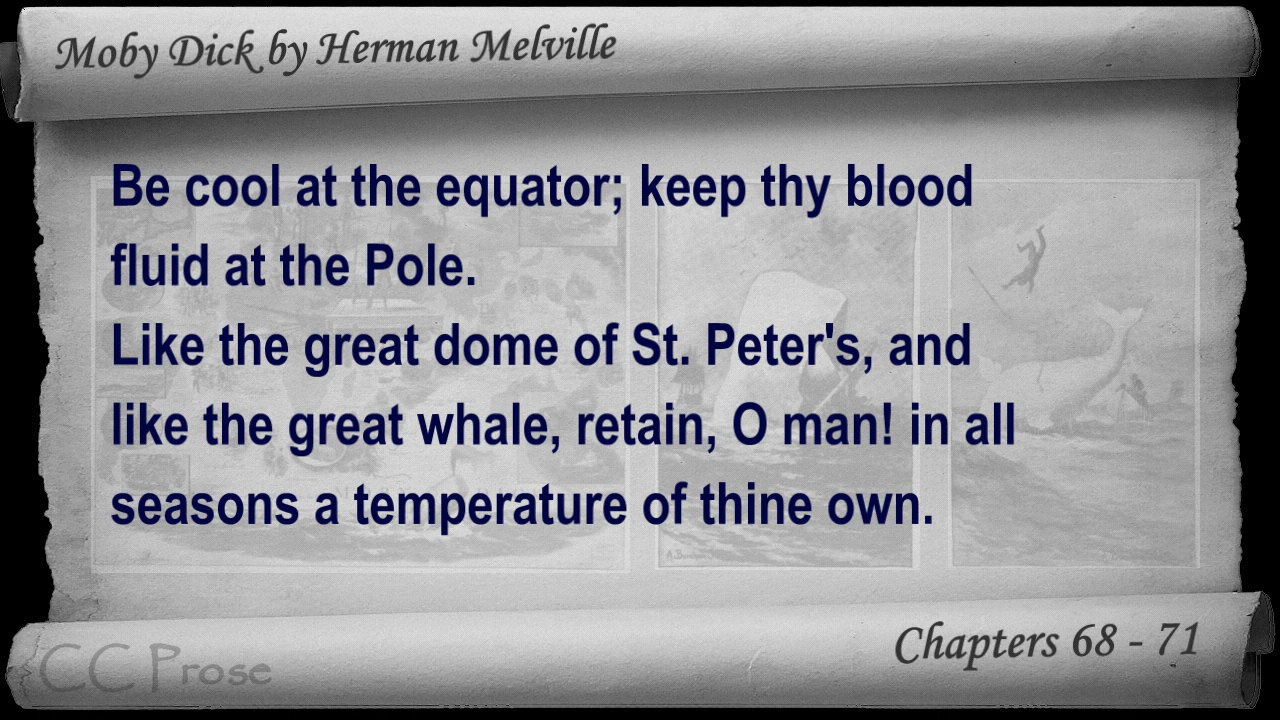 Moby Dick by Herman Melville
Be cool at the equator; keep thy blood
fluid at the Pole.
Like the great dome of St. Peter's, and
like the great whale, retain, O man! in all
seasons a temperature of thine own.
Chapters 68 - 71
CC Prose